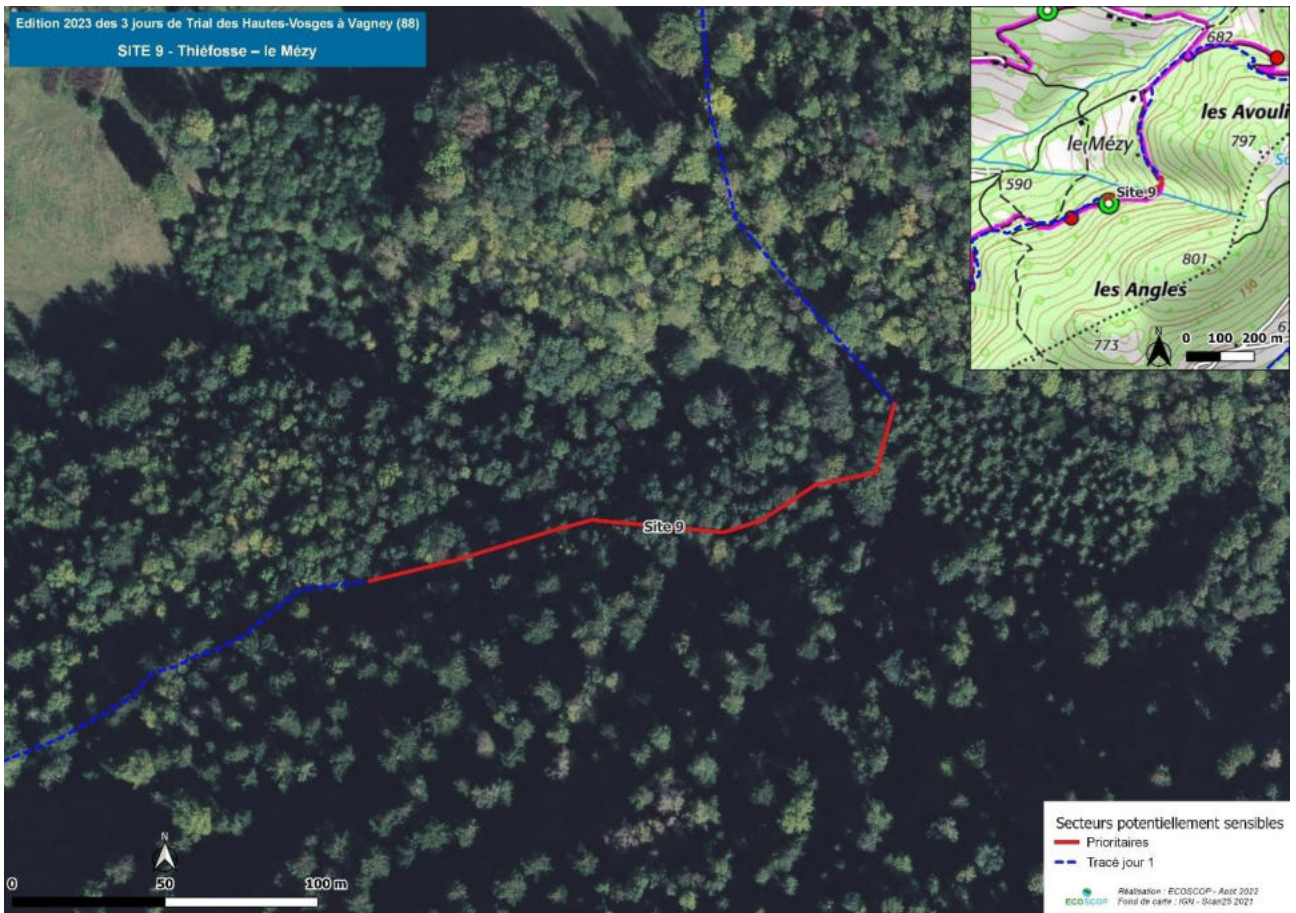 Edition 2023 des 3 jours de Trial des Hautes-Vosges à Vagney (88)
SITE 9 - Thiéfosse – le Mézy
682
les Avouli
797
le Mézy
590
Site 9
801
les Angles
750
773
N
0 100 200 m
Site 9
N
0 50 100 m
Secteurs potentiellement sensibles
Prioritaires
Tracé jour 1
ECOSCOP
Réalisation : ECOSCOP - Août 2022
Fond de carte : IGN - Scan25 2021